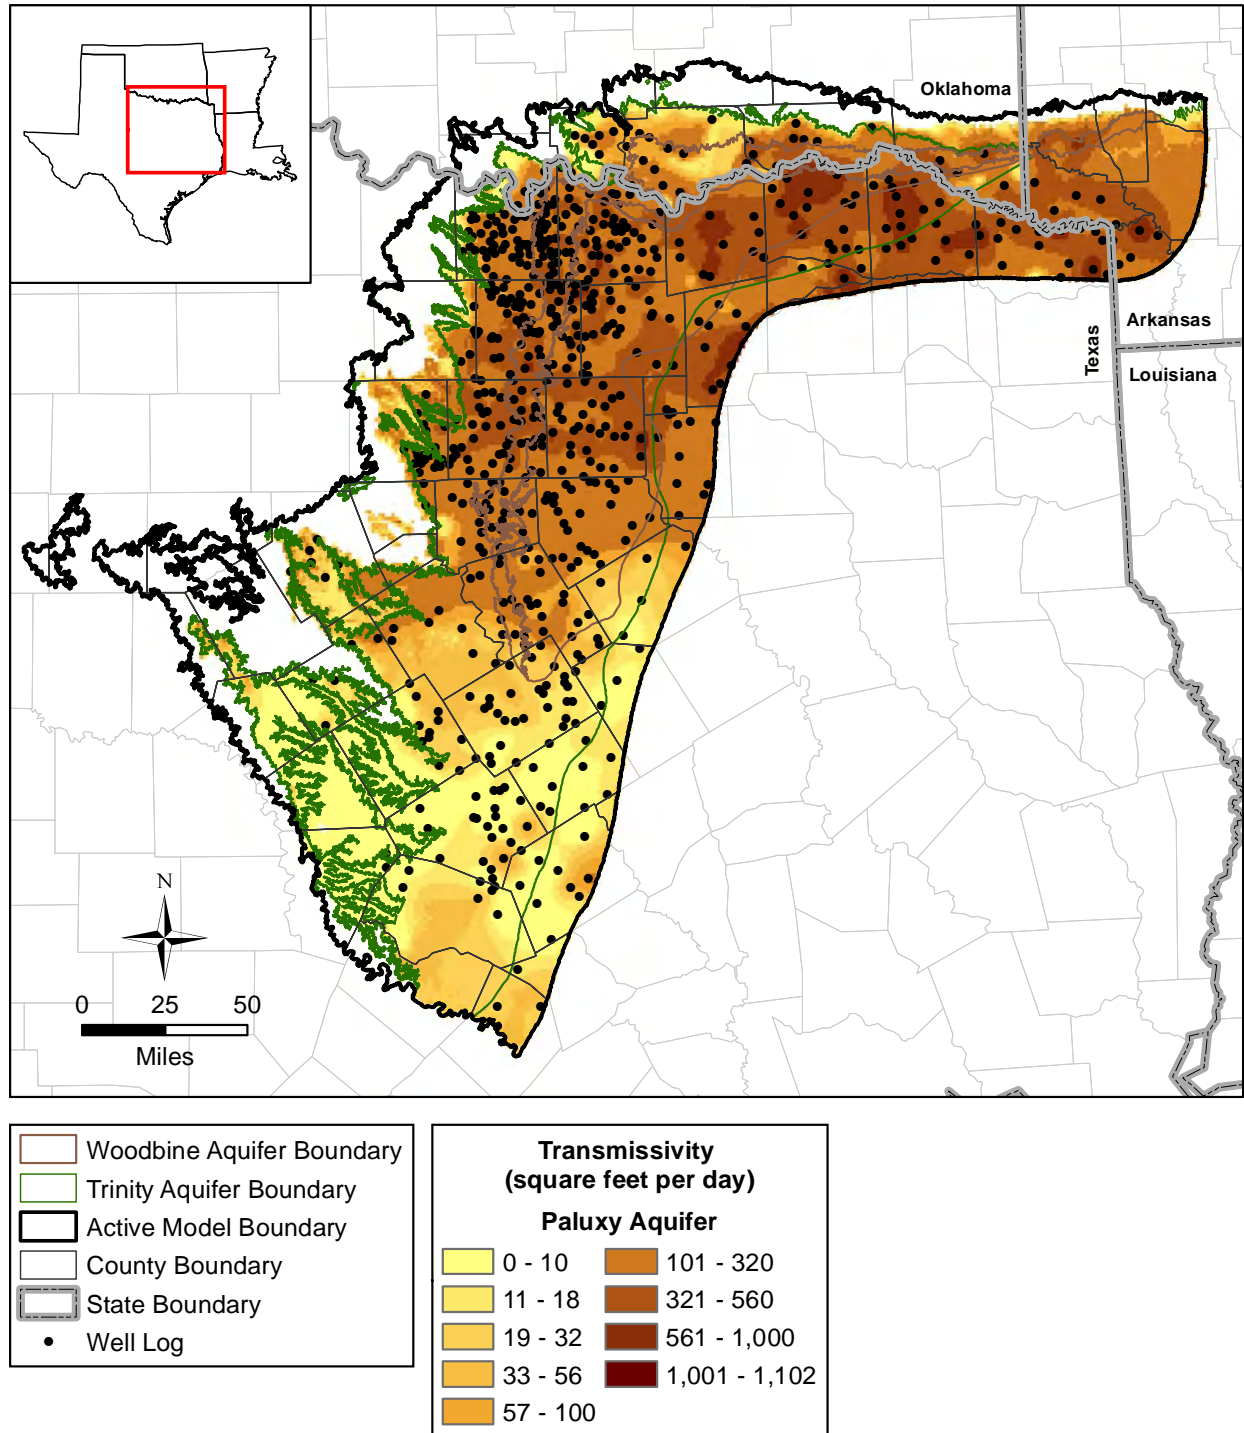 Oklahoma
Texas
Arkansas
Louisiana
N
0 25 50
Miles
Woodbine Aquifer Boundary
Trinity Aquifer Boundary
Active Model Boundary
County Boundary
State Boundary
Well Log
Transmissivity
(square feet per day)
Paluxy Aquifer
0 - 10
11 - 18
19 - 32
33 - 56
57 - 100
101 - 320
321 - 560
561 - 1,000
1,001 - 1,102